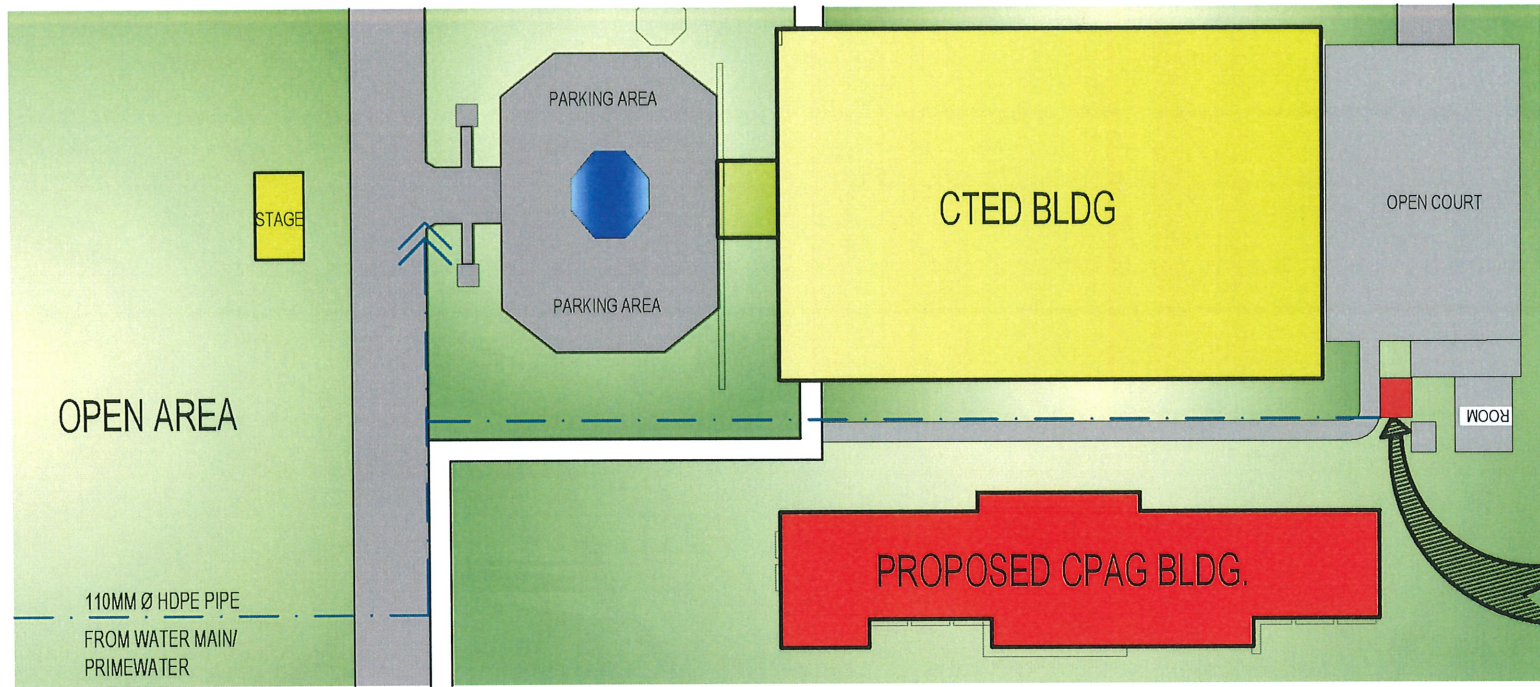 PARKING AREA
CTED BLDG
OPEN COURT
STAGE
PARKING AREA
OPEN AREA
ROOM
PROPOSED CPAG BLDG.
110MM Ø HDPE PIPE
FROM WATER MAIN/
PRIMEWATER